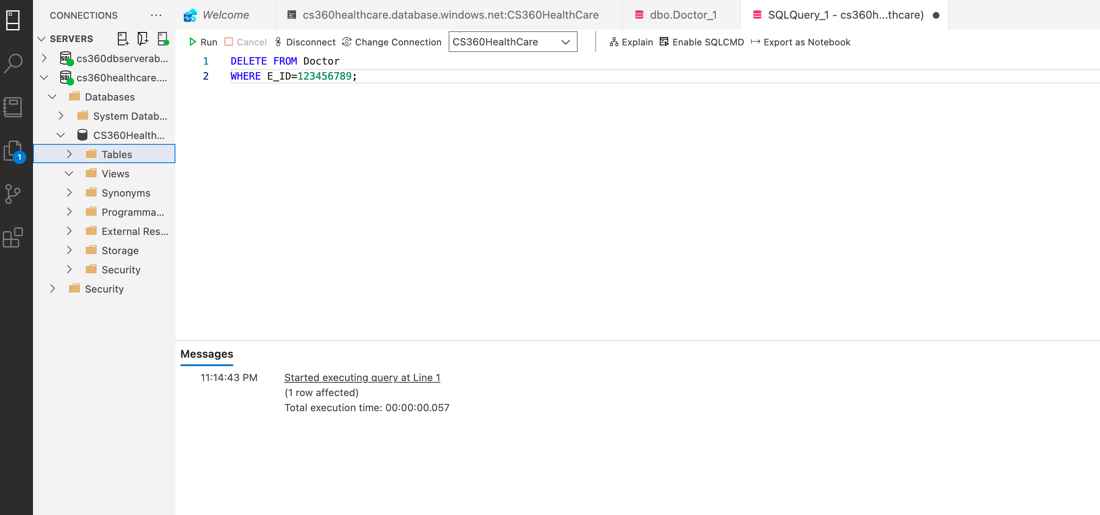 CONNECTIONS ···
SERVERS
cs360dbserverab...
cs360healthcare....
Databases
System Datab...
CS360Health...
Tables
Views
Synonyms
Programma...
External Res...
Storage
Security
Security
1
Welcome
cs360healthcare.database.windows.net:CS360HealthCare
dbo.Doctor_1
SQLQuery_1 - cs360h...thcare)
Run Cancel Disconnect Change Connection CS360HealthCare Explain Enable SQLCMD Export as Notebook
1 DELETE FROM Doctor
2 WHERE E_ID=123456789;
Messages
11:14:43 PM Started executing query at Line 1
(1 row affected)
Total execution time: 00:00:00.057